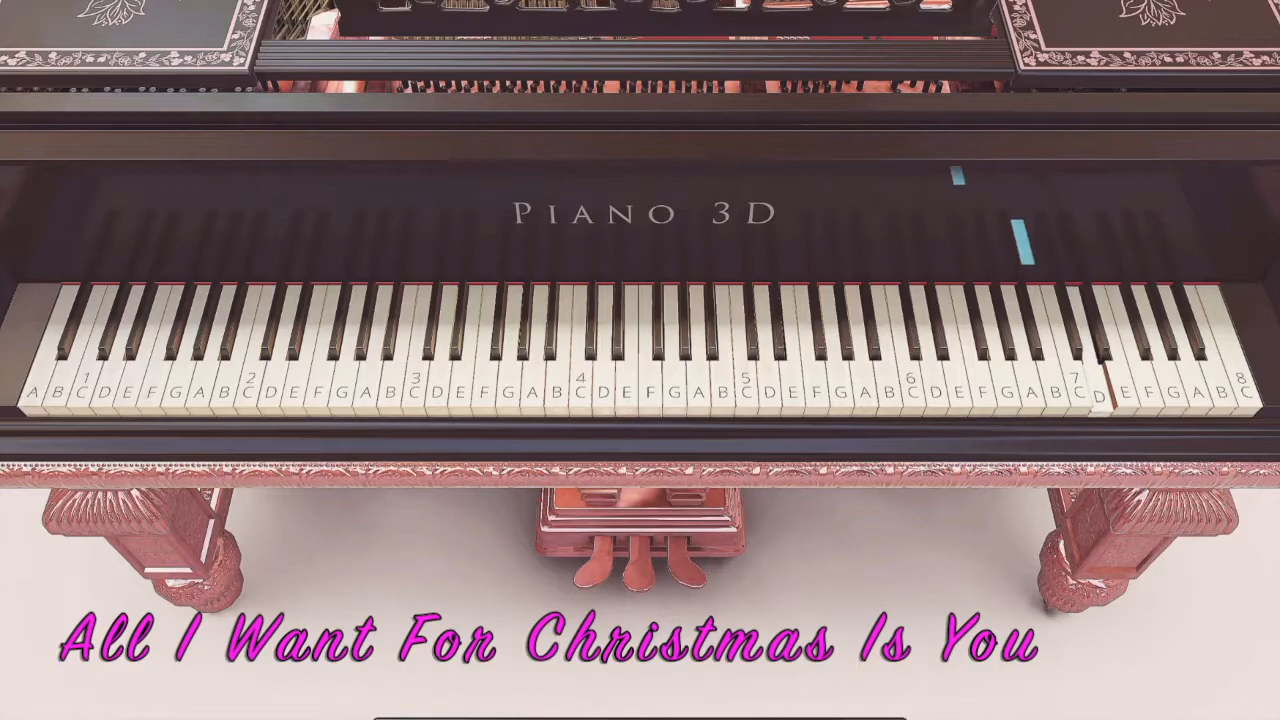 PIANO 3D
1 2 3 4 5 6 7 8
A B C D E F G A B C D E F G A B C D E F G A B C D E F G A B C D E F G A B C D E F G A B C D E F G A B C
All I Want For Christmas Is You